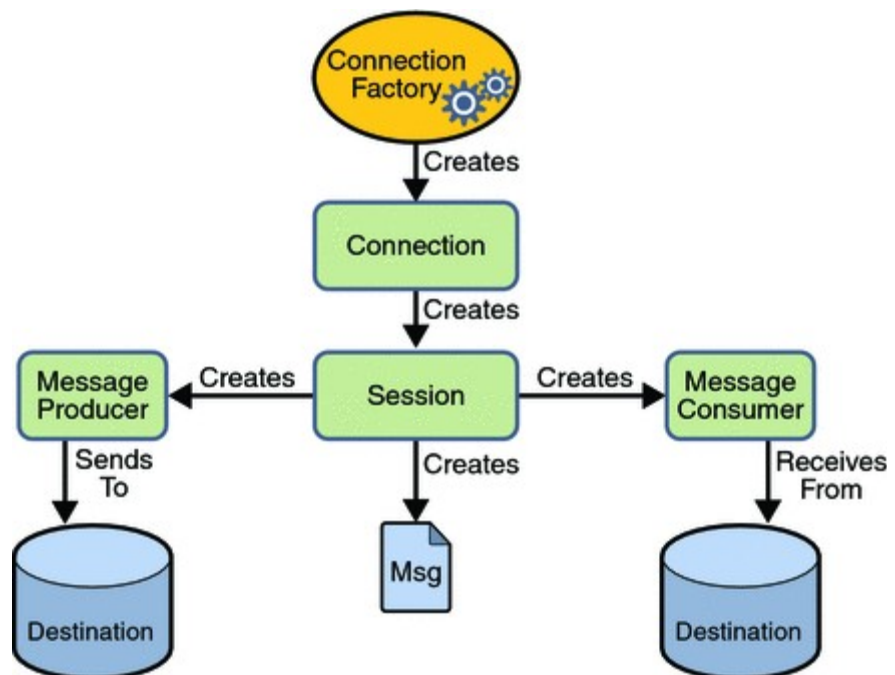 Connection
Factory
Creates
Connection
Creates
Message
Producer
Creates
Session
Creates
Message
Consumer
Sends
To
Creates
Receives
From
Destination
Msg
Destination